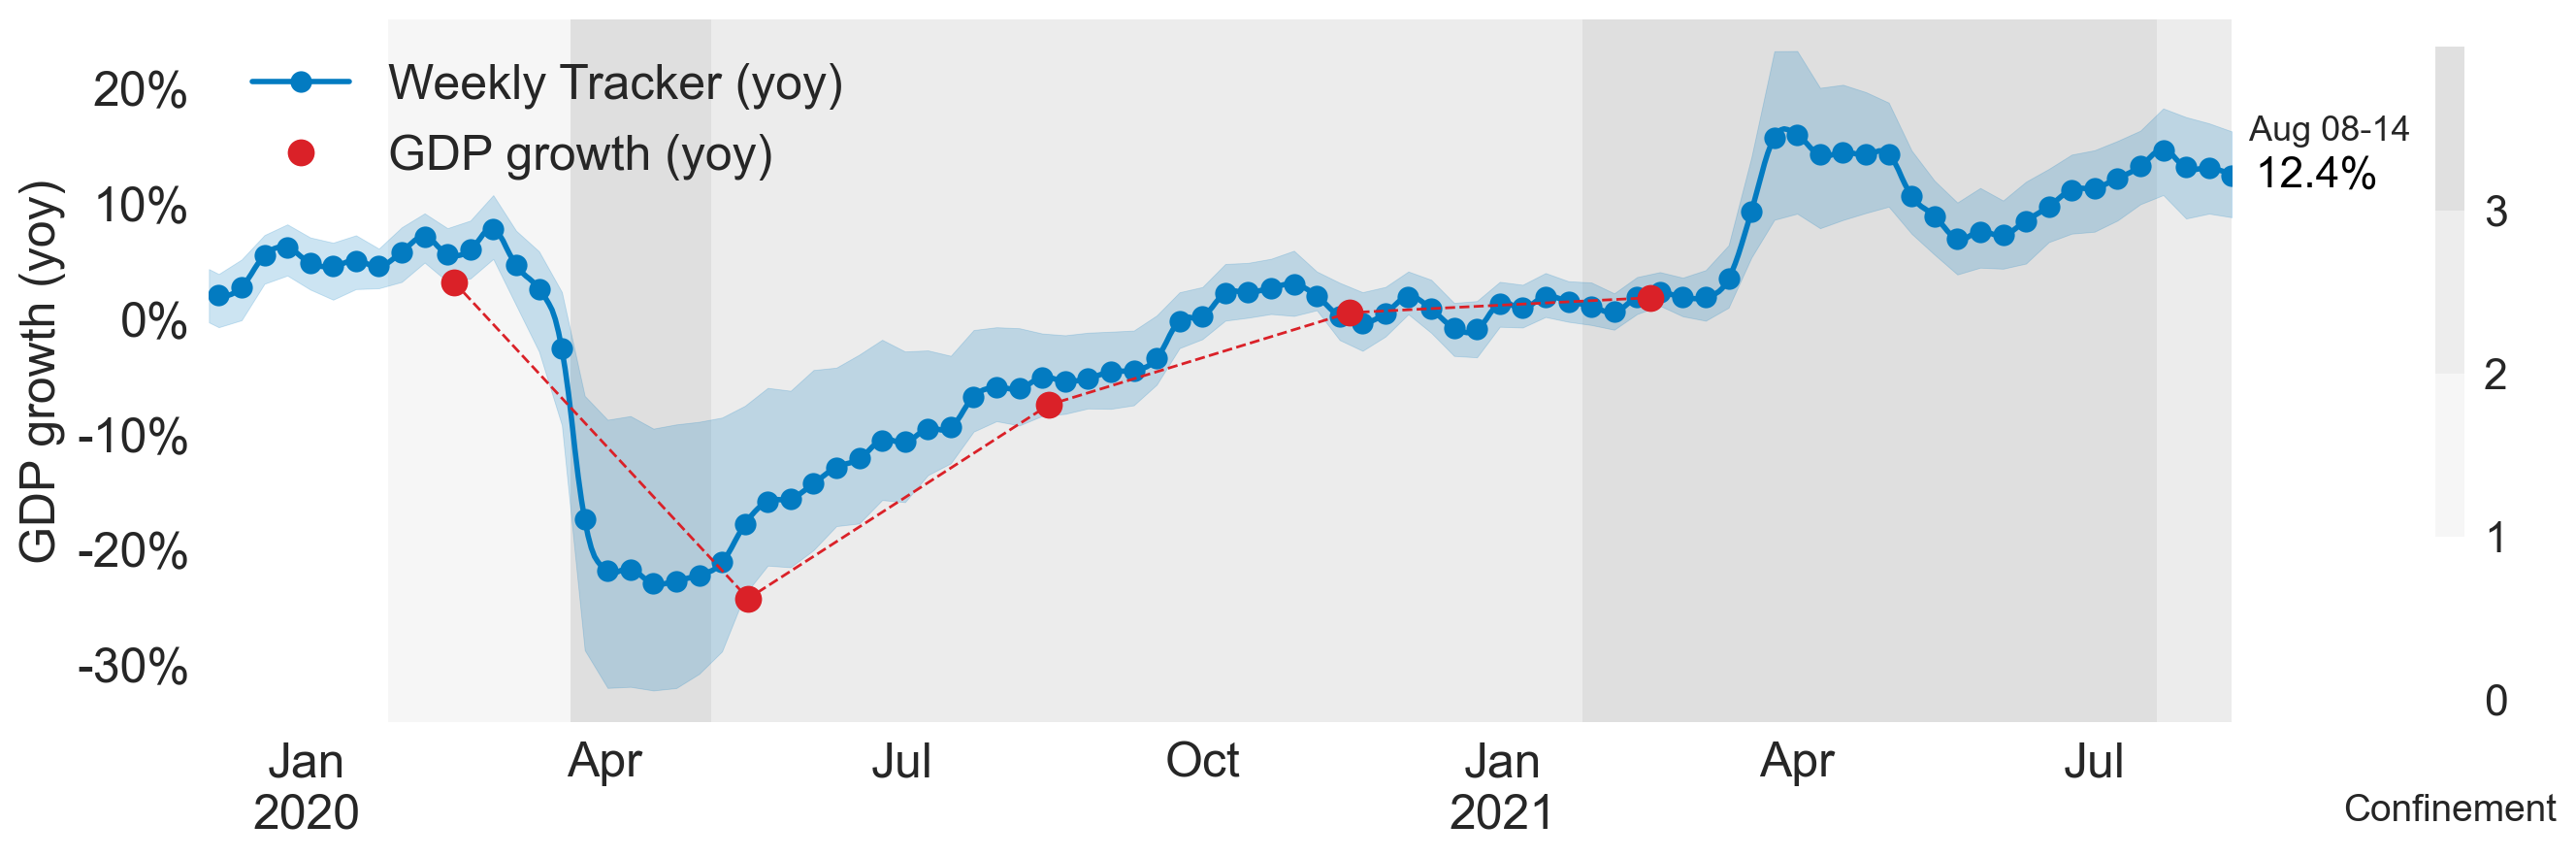 Weekly Tracker (yoy)
GDP growth (yoy)
GDP growth (yoy)
20%
10%
0%
-10%
-20%
-30%
Jan
2020
Apr
Jul
Oct
Jan
2021
Apr
Jul
Aug 08-14
12.4%
3
2
1
0
Confinement